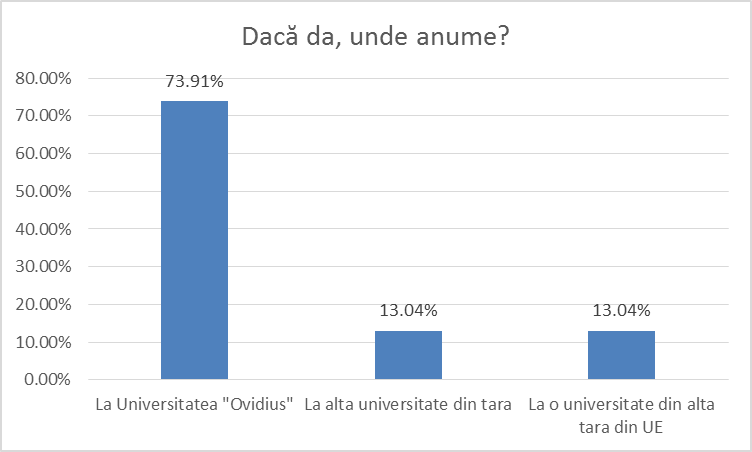 Dacă da, unde anume?
80.00%
70.00%
60.00%
50.00%
40.00%
30.00%
20.00%
10.00%
0.00%
73.91%
13.04%
13.04%
La Universitatea "Ovidius"
La alta universitate din tara
La o universitate din alta
tara din UE